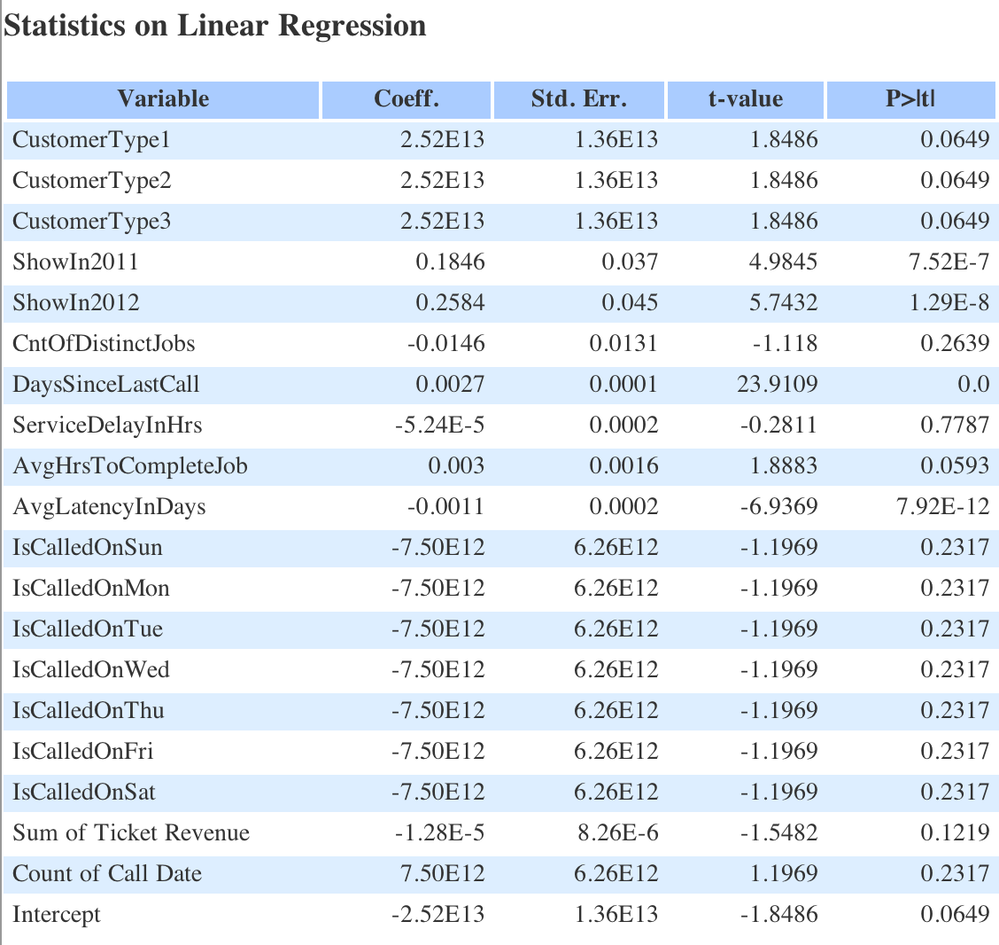 Statistics on Linear Regression
Variable Coeff. Std. Err. t-value P>|t|
CustomerType1 2.52E13 1.36E13 1.8486 0.0649
CustomerType2 2.52E13 1.36E13 1.8486 0.0649
CustomerType3 2.52E13 1.36E13 1.8486 0.0649
ShowIn2011 0.1846 0.037 4.9845 7.52E-7
ShowIn2012 0.2584 0.045 5.7432 1.29E-8
CntOfDistinctJobs -0.0146 0.0131 -1.118 0.2639
DaysSinceLastCall 0.0027 0.0001 23.9109 0.0
ServiceDelayInHrs -5.24E-5 0.0002 -0.2811 0.7787
AvgHrsToCompleteJob 0.003 0.0016 1.8883 0.0593
AvgLatencyInDays -0.0011 0.0002 -6.9369 7.92E-12
IsCalledOnSun -7.50E12 6.26E12 -1.1969 0.2317
IsCalledOnMon -7.50E12 6.26E12 -1.1969 0.2317
IsCalledOnTue -7.50E12 6.26E12 -1.1969 0.2317
IsCalledOnWed -7.50E12 6.26E12 -1.1969 0.2317
IsCalledOnThu -7.50E12 6.26E12 -1.1969 0.2317
IsCalledOnFri -7.50E12 6.26E12 -1.1969 0.2317
IsCalledOnSat -7.50E12 6.26E12 -1.1969 0.2317
Sum of Ticket Revenue -1.28E-5 8.26E-6 -1.5482 0.1219
Count of Call Date 7.50E12 6.26E12 1.1969 0.2317
Intercept -2.52E13 1.36E13 -1.8486 0.0649